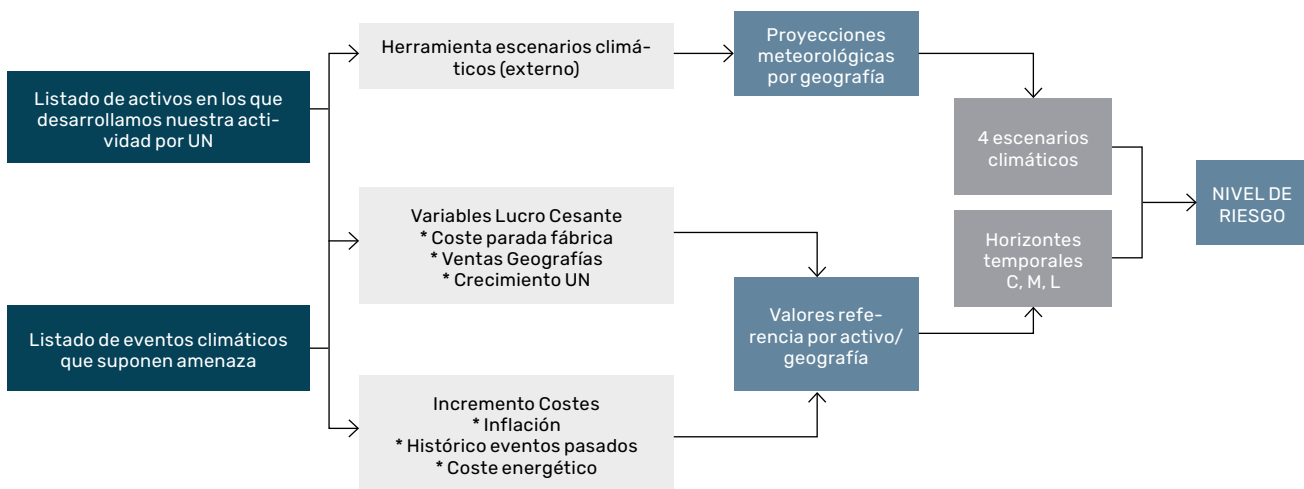 Listado de activos en los que
desarrollamos nuestra acti-
vidad por UN
Listado de eventos climáticos
que suponen amenaza
Herramienta escenarios climá-
ticos (externo)
Variables Lucro Cesante
* Coste parada fábrica
* Ventas Geografías
* Crecimiento UN
Incremento Costes
* Inflación
* Histórico eventos pasados
* Coste energético
Proyecciones
meteorológicas
por geografía
Valores refe-
rencia por activo/
geografía
4 escenarios
climáticos
Horizontes
temporales
C, M, L
NIVEL DE
RIESGO